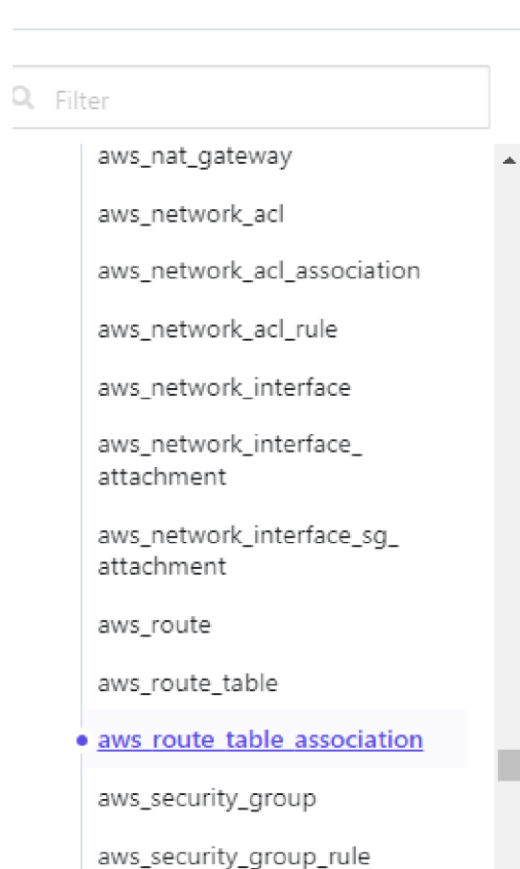 Filter
aws_nat_gateway
aws_network_acl
aws_network_acl_association
aws_network_acl_rule
aws_network_interface
aws_network_interface_
attachment
aws_network_interface_sg_
attachment
aws_route
aws_route_table
aws_route_table_association
aws_security_group
aws_security_group_rule